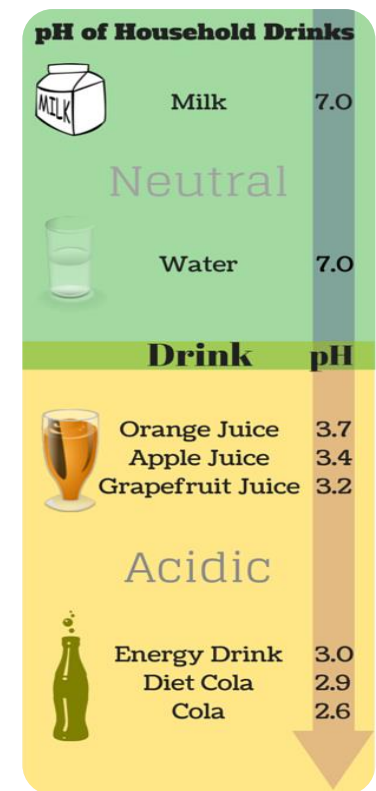 pH of Household Drinks
MILK
Milk 7.0
Neutral
Water 7.0
Drink pH
Orange Juice 3.7
Apple Juice 3.4
Grapefruit Juice 3.2
Acidic
Energy Drink 3.0
Diet Cola 2.9
Cola 2.6